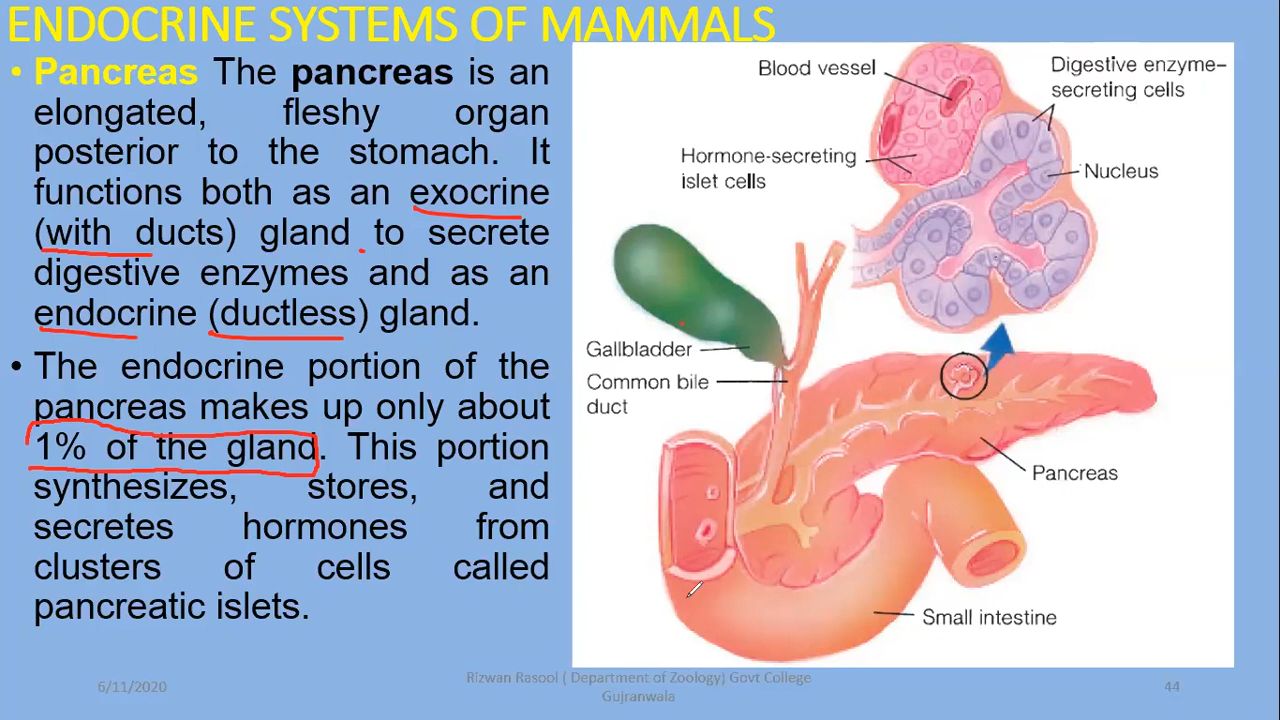 ENDOCRINE SYSTEMS OF MAMMALS
• Pancreas The pancreas is an
elongated, fleshy organ
posterior to the stomach. It
functions both as an exocrine
(with ducts) gland to secrete
digestive enzymes and as an
endocrine (ductless) gland.
• The endocrine portion of the
pancreas makes up only about
1% of the gland. This portion
synthesizes, stores, and
secretes hormones from
clusters of cells called
pancreatic islets.
Blood vessel
Digestive enzyme–
secreting cells
Hormone-secreting
islet cells
Nucleus
Gallbladder
Common bile
duct
Pancreas
Small intestine
6/11/2020
Rizwan Rasool ( Department of Zoology) Govt College
Gujranwala
44